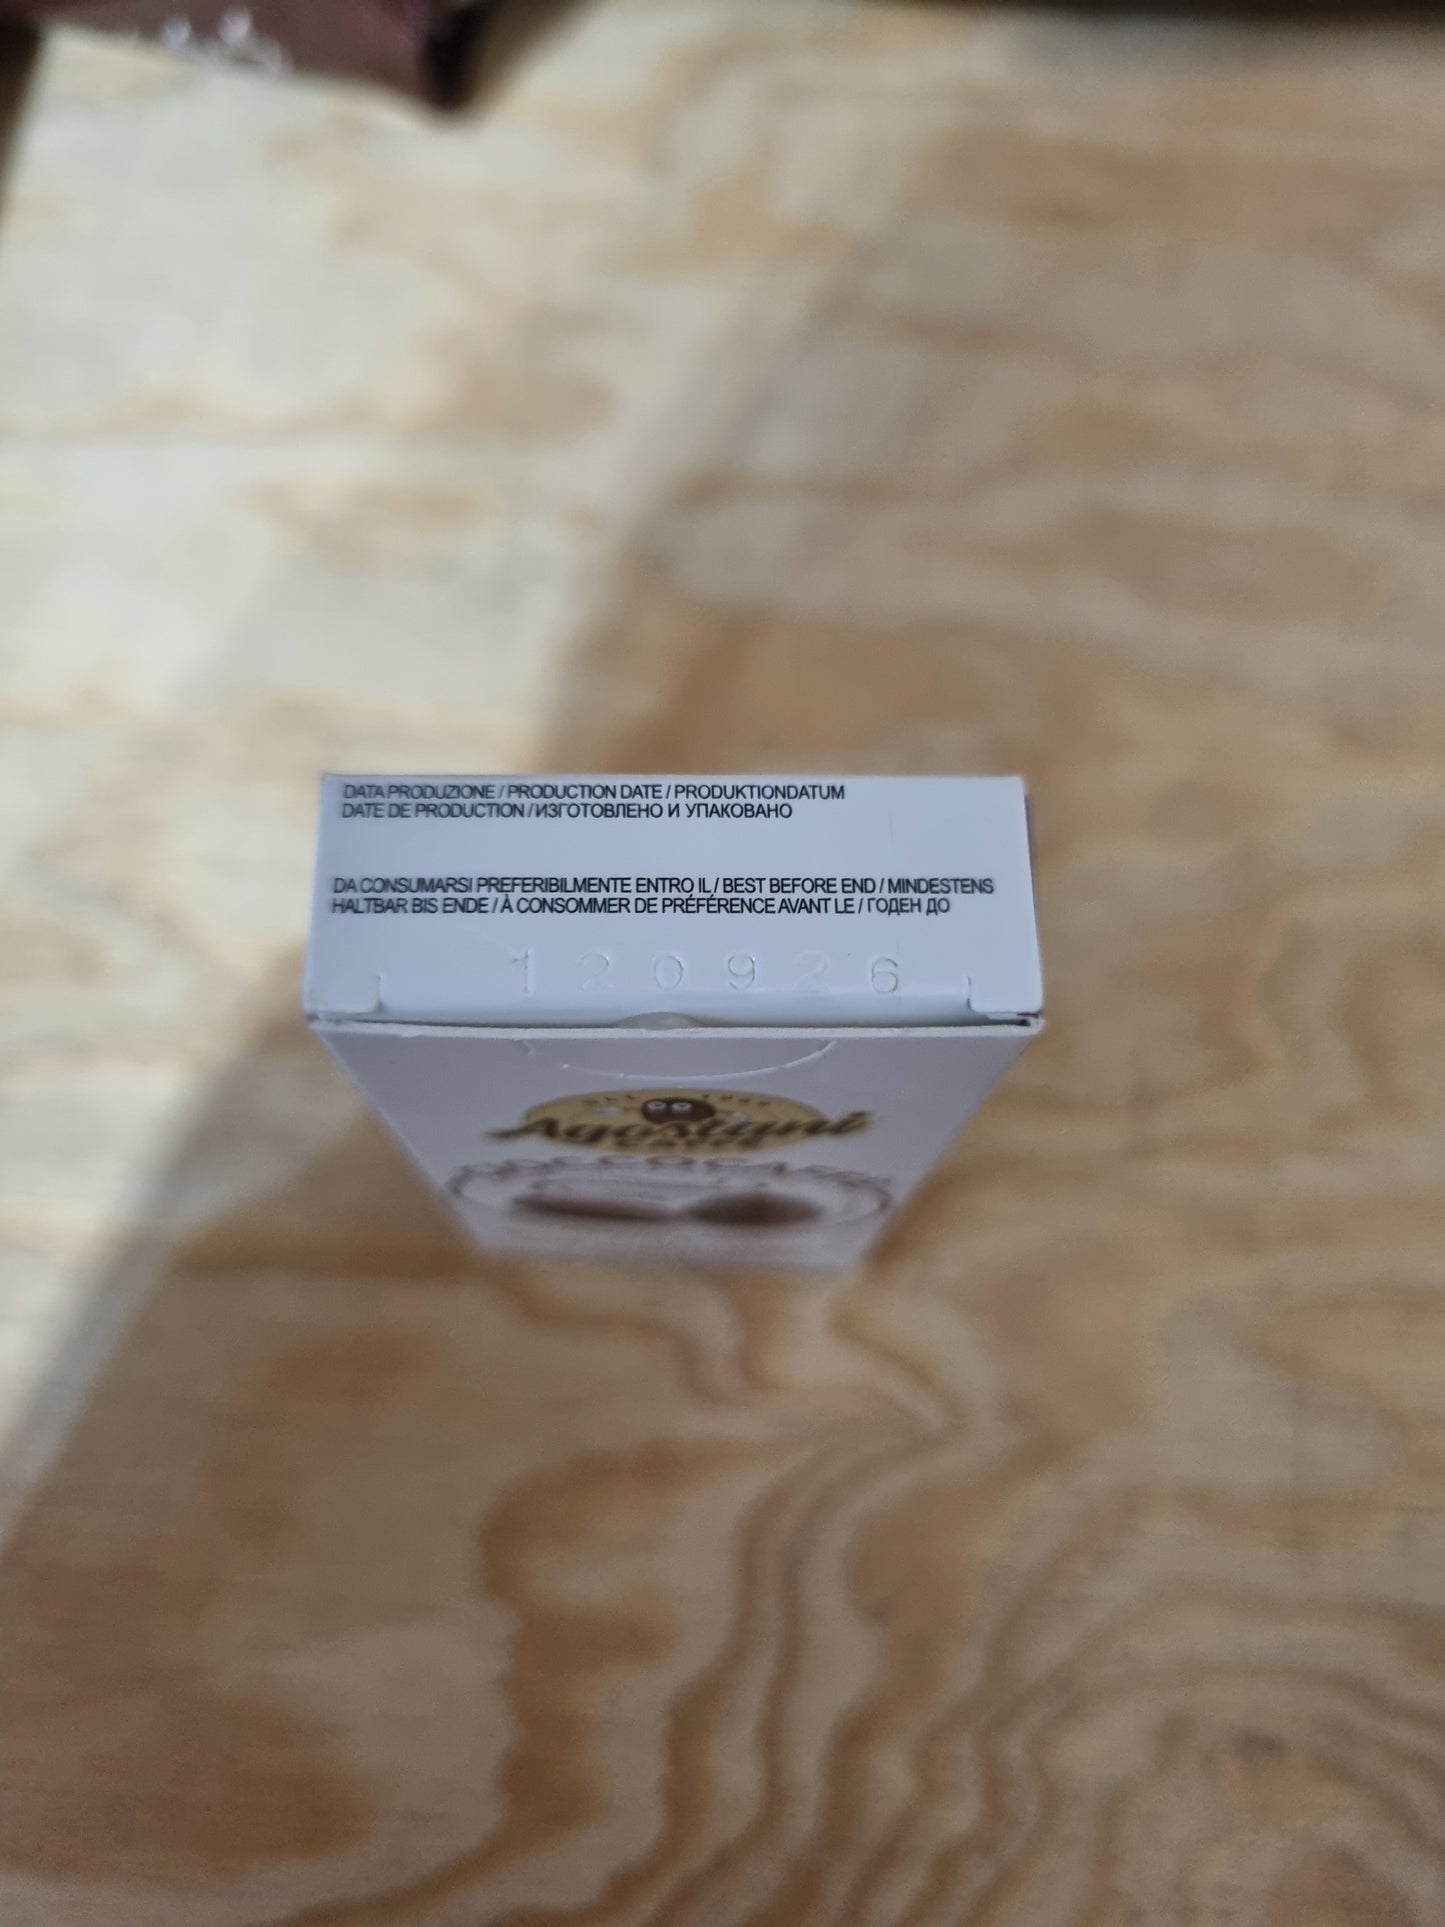 DATA PRODUZIONE / PRODUCTION DATE / PRODUKTIONDATUM
DATE DE PRODUCTION / ИЗГОТОВЛЕНО И УПАКОВАНО
DA CONSUMARSI PREFERIBILMENTE ENTRO IL / BEST BEFORE END / MINDESTENS
HALTBAR BIS ENDE / À CONSOMMER DE PRÉFÉRENCE AVANT LE / ГОДЕН ДО
120926
Agostani